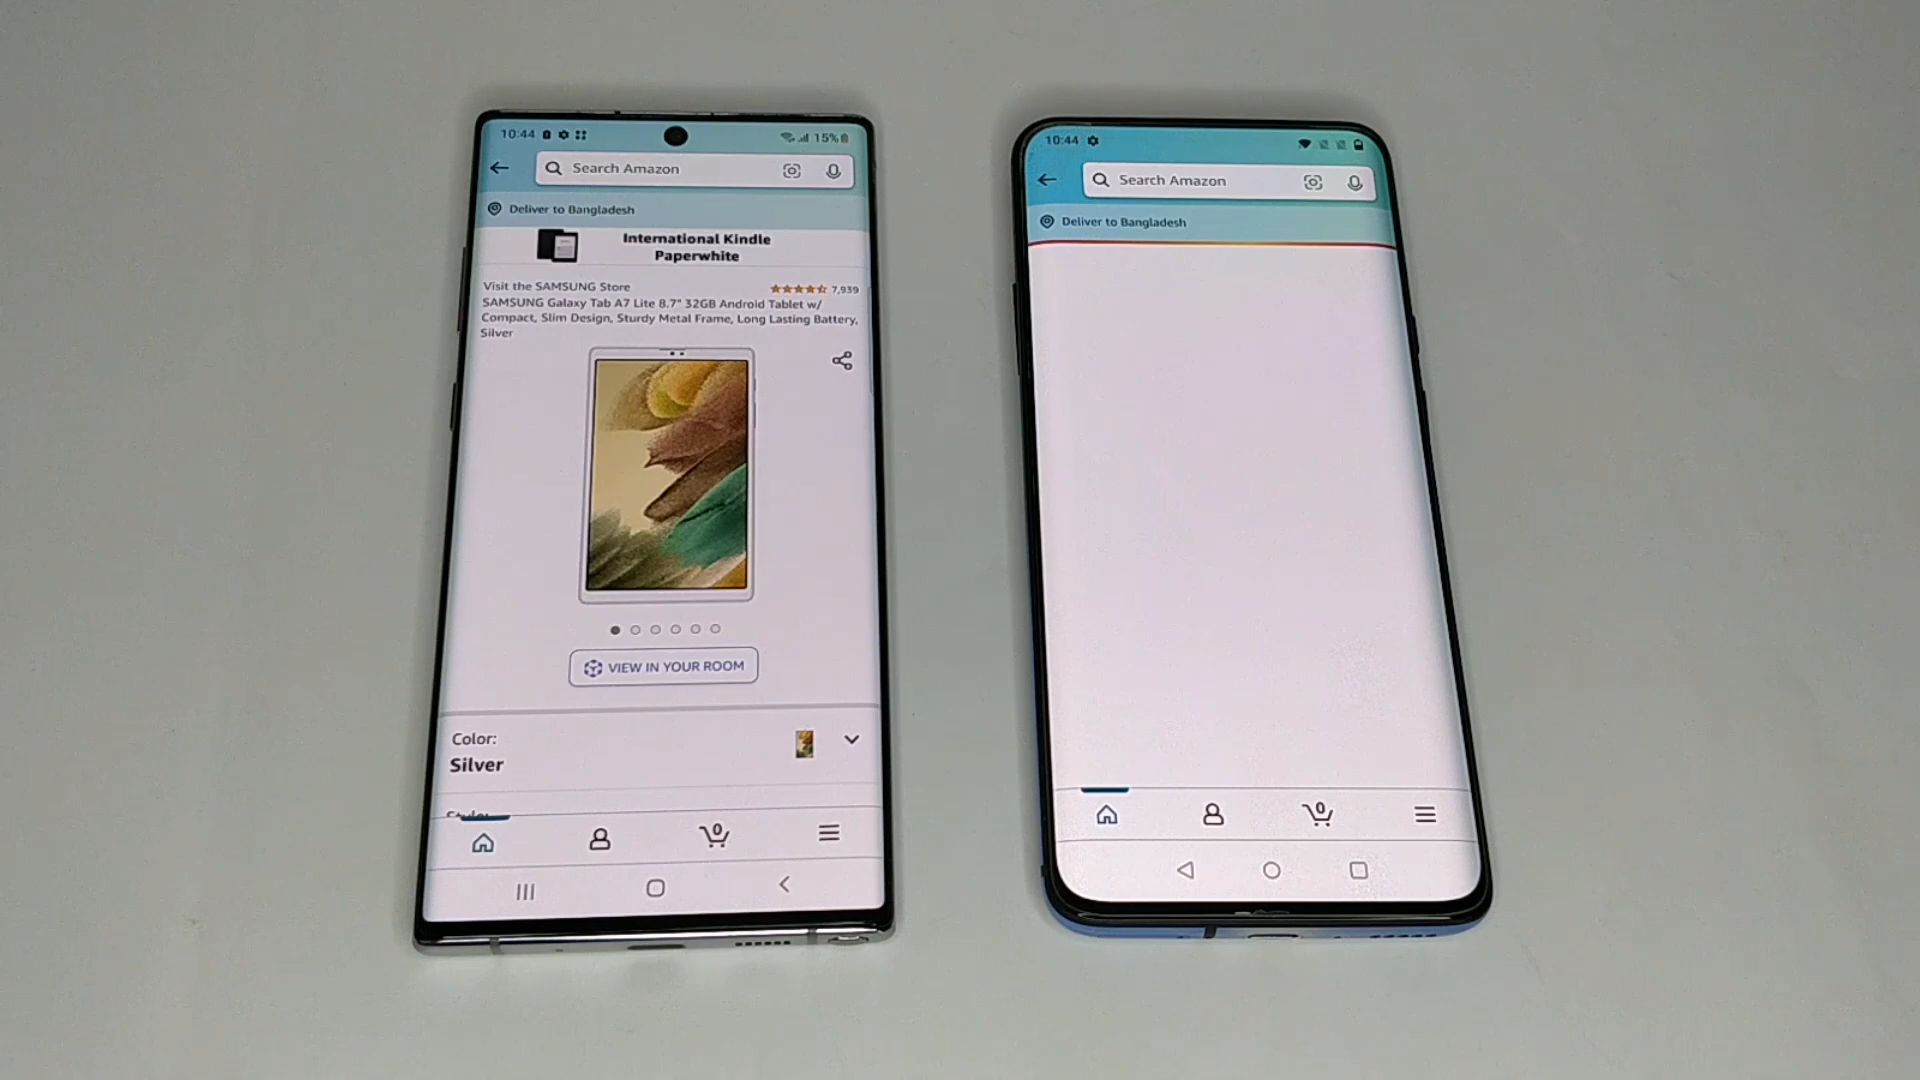 10:44
15%
Search Amazon
Deliver to Bangladesh
International Kindle
Paperwhite
Visit the SAMSUNG Store
7,939
SAMSUNG Galaxy Tab A7 Lite 8.7" 32GB Android Tablet w/
Compact, Slim Design, Sturdy Metal Frame, Long Lasting Battery,
Silver
VIEW IN YOUR ROOM
Color:
Silver
Style:
0
10:44
Search Amazon
Deliver to Bangladesh
0